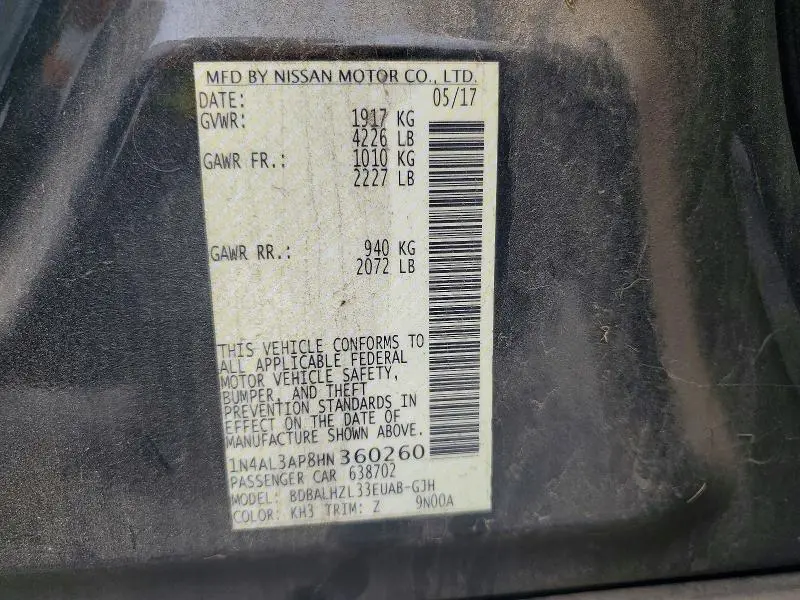 MFD BY NISSAN MOTOR CO., LTD.
DATE: 05/17
GVWR: 1917 KG
4226 LB
GAWR FR.: 1010 KG
2227 LB
GAWR RR.: 940 KG
2072 LB
THIS VEHICLE CONFORMS TO
ALL APPLICABLE FEDERAL
MOTOR VEHICLE SAFETY,
BUMPER, AND THEFT
PREVENTION STANDARDS IN
EFFECT ON THE DATE OF
MANUFACTURE SHOWN ABOVE.
1N4AL3AP8HN360260
PASSENGER CAR 638702
MODEL: BDBALHZL33EUAB-GJH
COLOR: KH3 TRIM: Z 9N00A